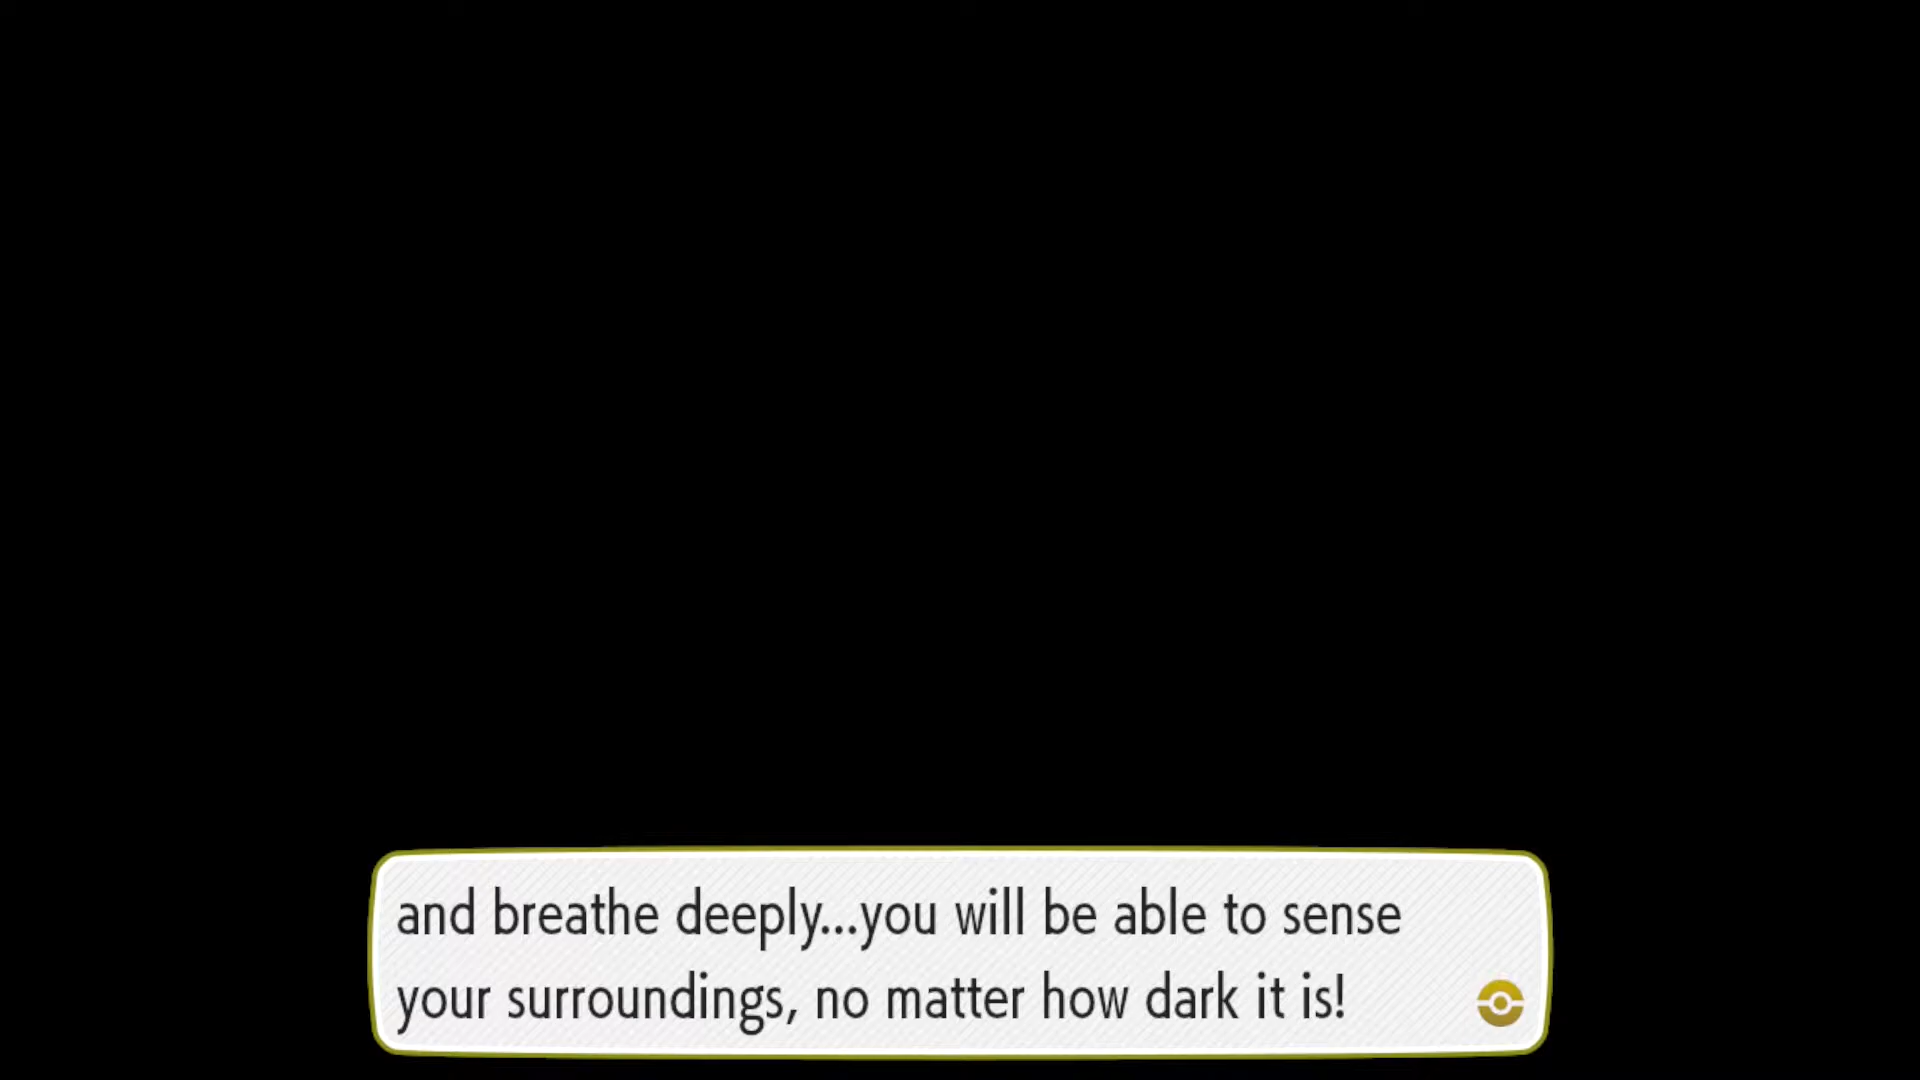 and breathe deeply...you will be able to sense
your surroundings, no matter how dark it is!